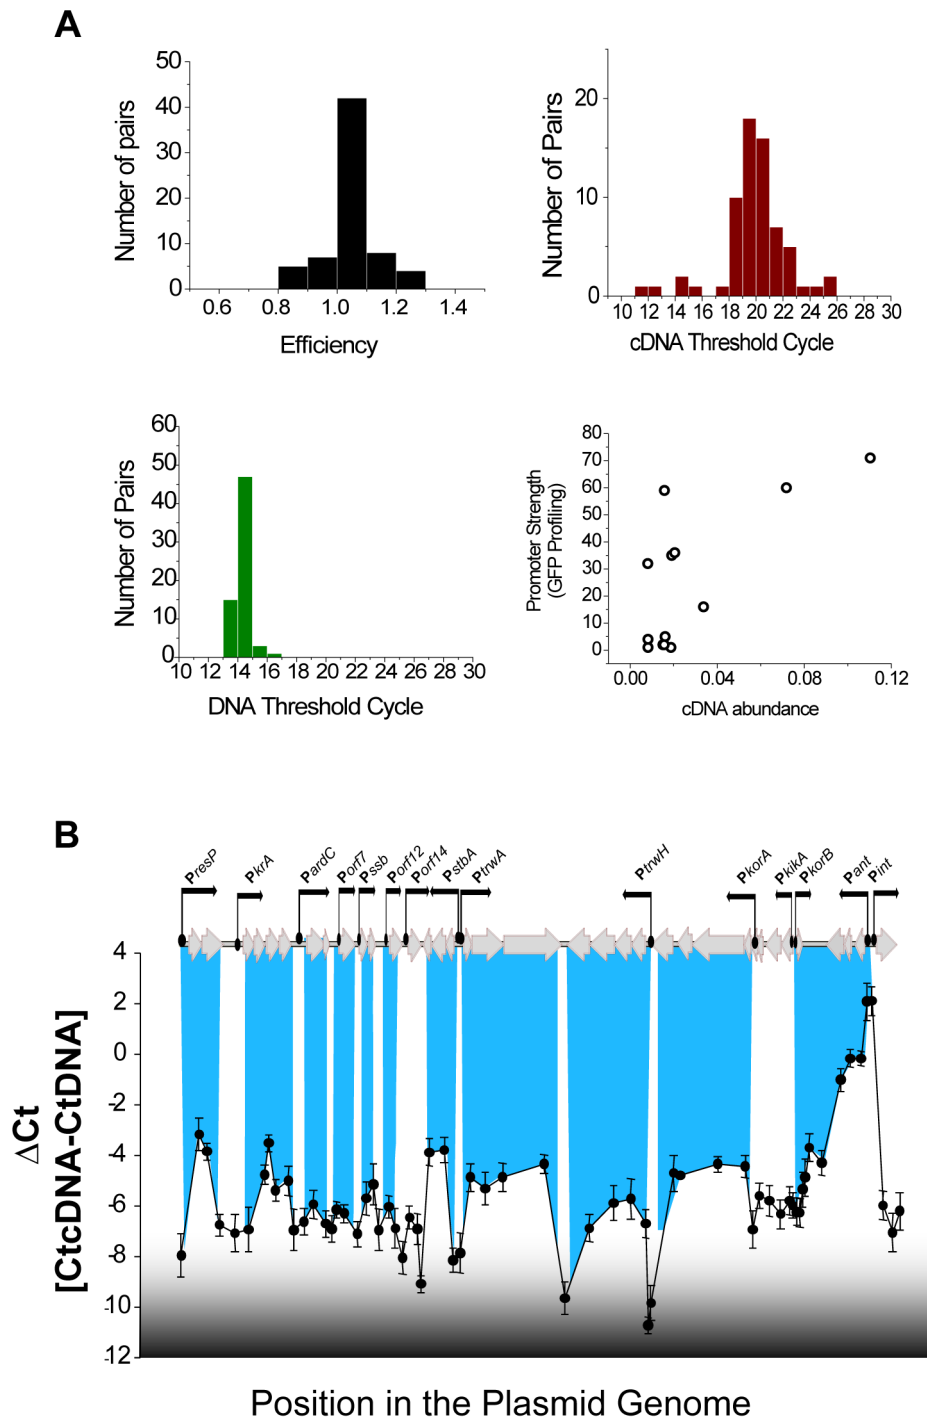 A
50
40
30
20
10
0
Number of pairs
0.6 0.8 1.0 1.2 1.4
Efficiency
20
10
0
Number of Pairs
10 12 14 16 18 20 22 24 26 28 30
cDNA Threshold Cycle
60
50
40
30
20
10
0
Number of Pairs
10 12 14 16 18 20 22 24 26 28 30
DNA Threshold Cycle
80
70
60
50
40
30
20
10
0
Promoter Strength
(GFP Profiling)
0.00 0.04 0.08 0.12
cDNA abundance
B
PresP PkrA PardC Porf7 Pssb Porf12 Porf14 PstbA PtrwA PtrwH PkorA PkikA PkorB Pant Pint
4
2
0
-2
-4
-6
-8
-10
-12
ΔCt
[CtcDNA-CtDNA]
Position in the Plasmid Genome